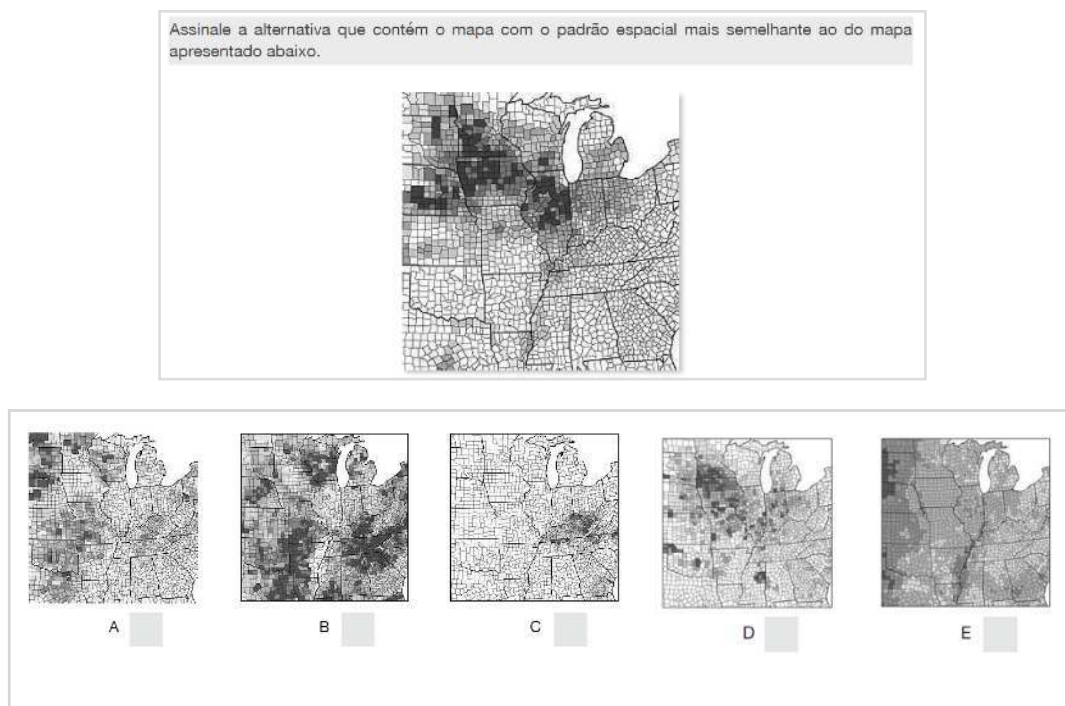 Assinale a alternativa que contém o mapa com o padrão espacial mais semelhante ao do mapa
apresentado abaixo.
A
B
C
D
E